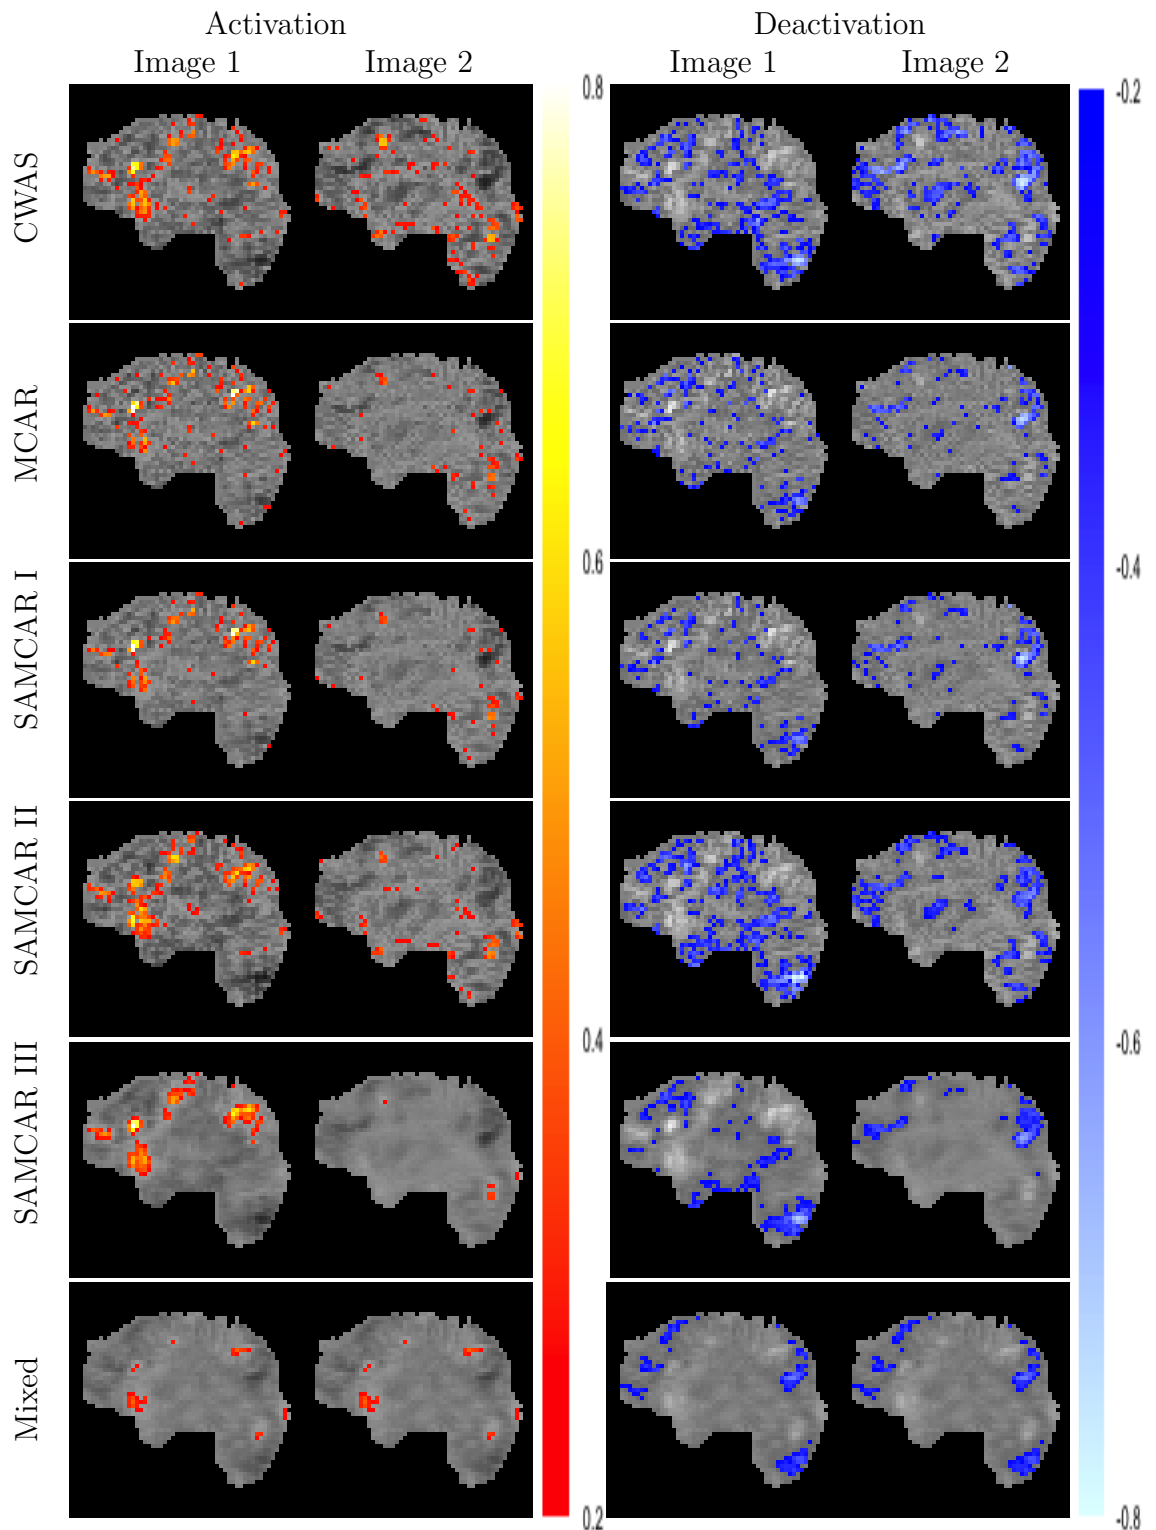 Activation Deactivation
Image 1 Image 2 Image 1 Image 2
0.8 -0.2
CWAS
MCAR
0.6 -0.4
SAMCAR I
SAMCAR II
0.4 -0.6
SAMCAR III
Mixed
0.2 -0.8